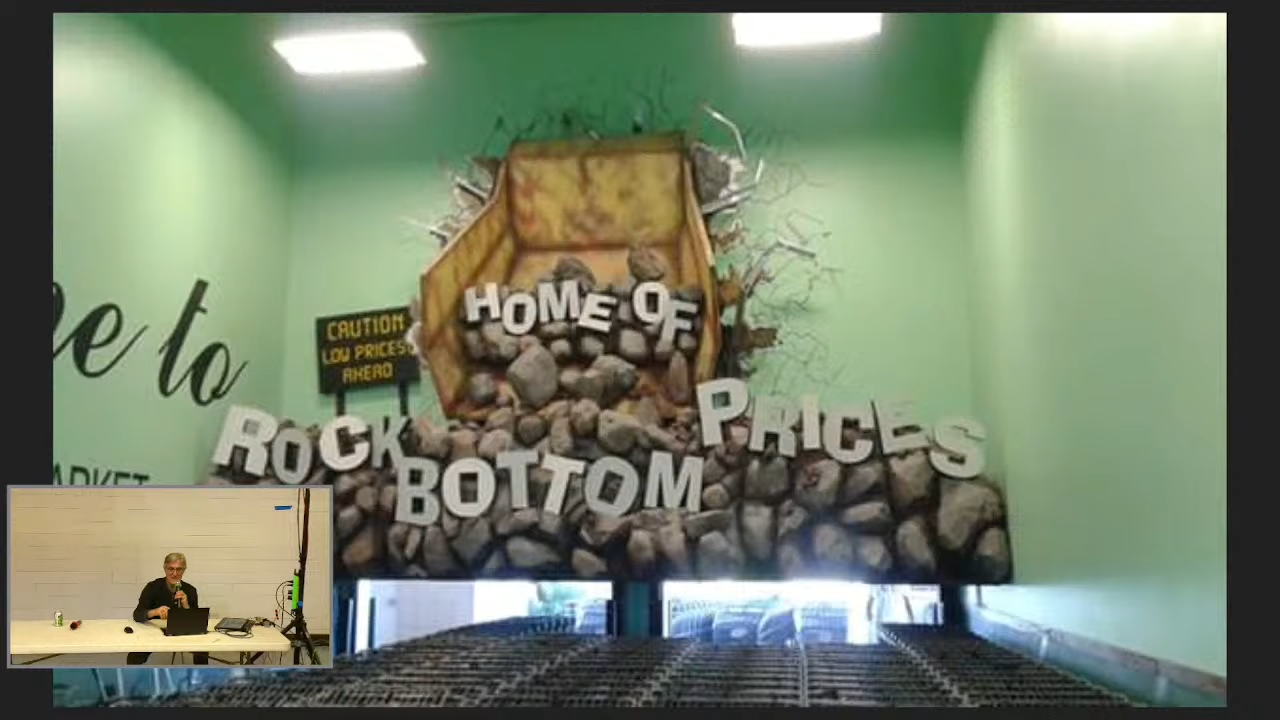 HOME OF
CAUTION
LOW PRICES
AHEAD
to
ROCK
BOTTOM
PRICES